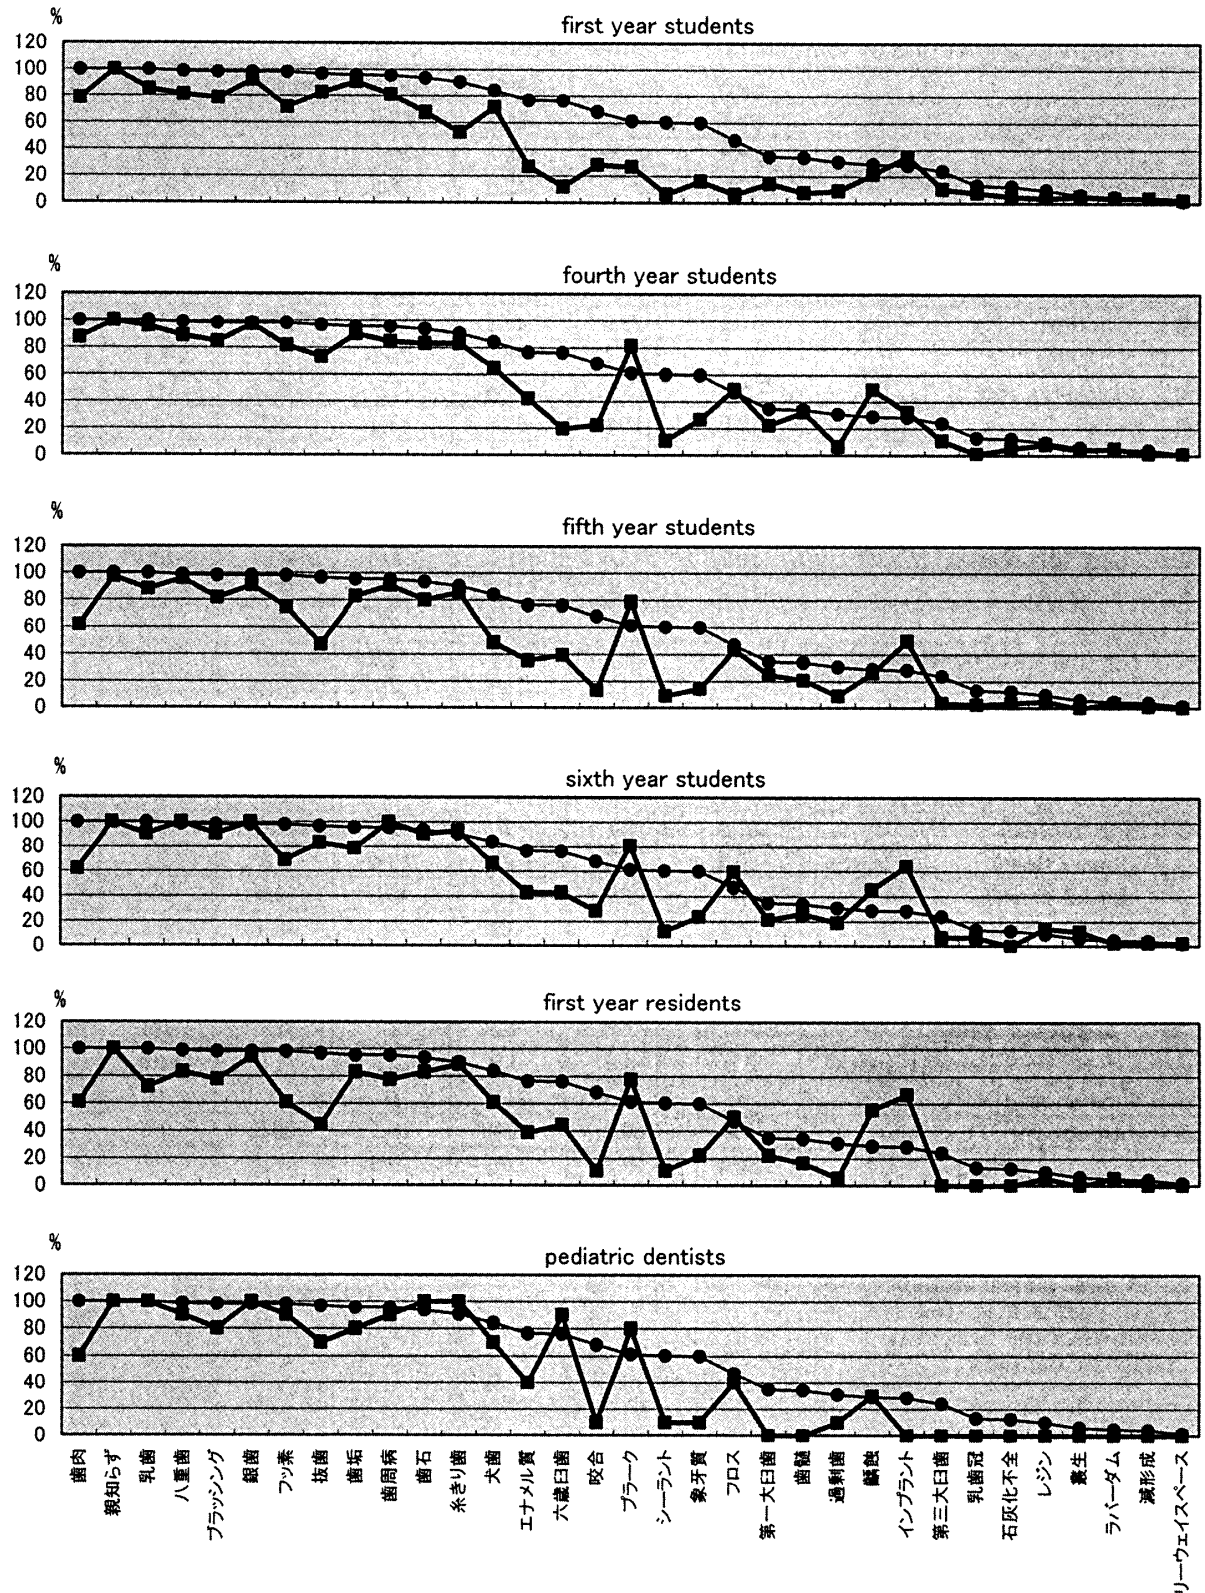 %
first year students
120
100
80
60
40
20
0
%
fourth year students
120
100
80
60
40
20
0
%
fifth year students
120
100
80
60
40
20
0
%
sixth year students
120
100
80
60
40
20
0
%
first year residents
120
100
80
60
40
20
0
%
pediatric dentists
120
100
80
60
40
20
0
歯肉
親知らず
乳歯
八重歯
ブラッシング
銀歯
フッ素
抜歯
歯垢
歯周病
歯石
糸きり歯
犬歯
エナメル質
六歳臼歯
咬合
プラーク
シーラント
象牙質
フロス
第一大臼歯
歯髄
過剰歯
齲蝕
インプラント
第三大臼歯
乳歯冠
石灰化不全
レジン
叢生
ラバーダム
減形成
リーウェイスペース